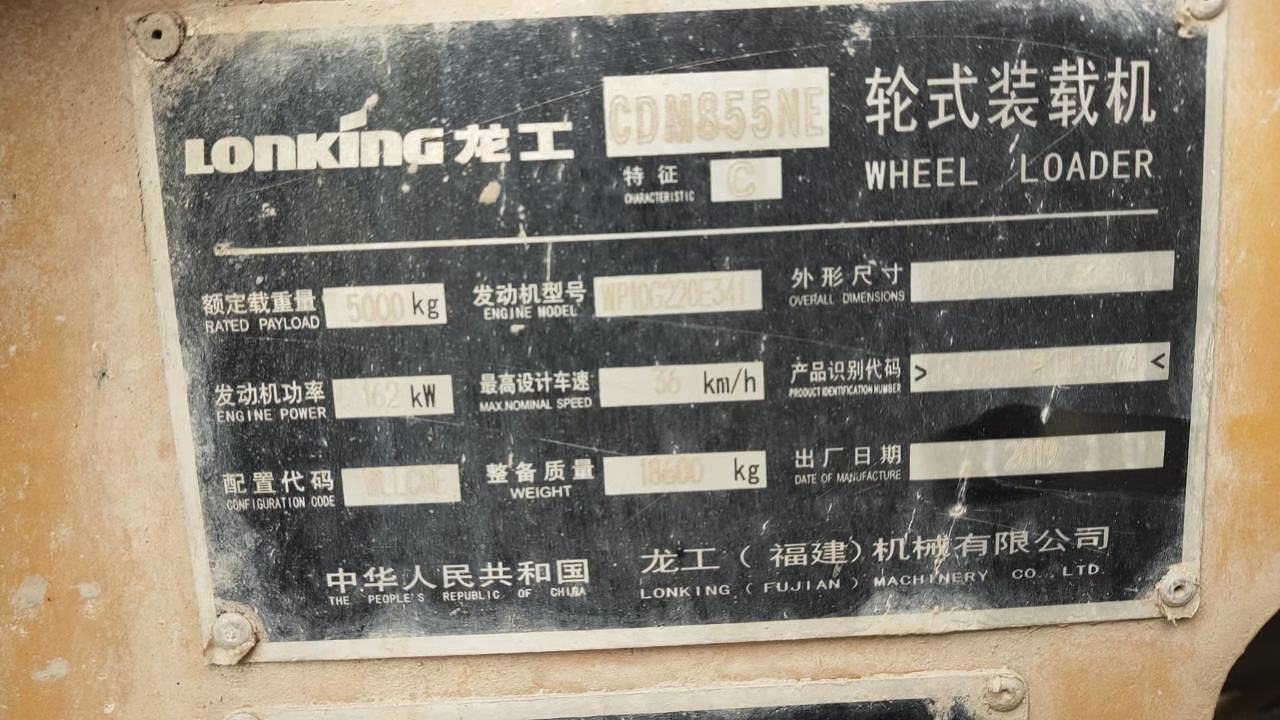 LONKING 龙工
CDM855NE
轮式装载机
特征
CHARACTERISTIC
C
WHEEL LOADER
额定载重量
RATED PAYLOAD
5000 kg
发动机型号
ENGINE MODEL
WP10G220E341
外形尺寸
OVERALL DIMENSIONS
发动机功率
ENGINE POWER
162 kW
最高设计车速
MAX.NOMINAL SPEED
36 km/h
产品识别代码
PRODUCT IDENTIFICATION NUMBER
> <
配置代码
CONFIGURATION CODE
整备质量
WEIGHT
18600 kg
出厂日期
DATE OF MANUFACTURE
2019
中华人民共和国
THE PEOPLE'S REPUBLIC OF CHINA
龙工（福建）机械有限公司
LONKING ( FUJIAN ) MACHINERY CO., LTD.